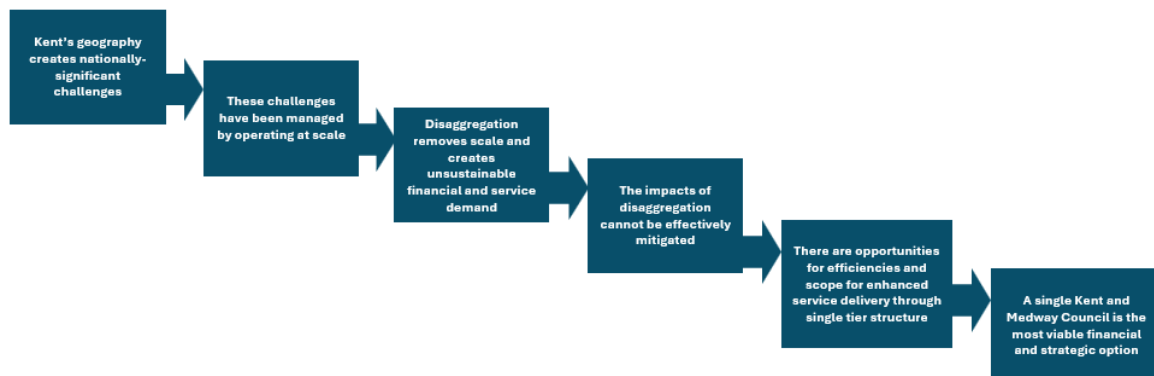 Kent's geography
creates nationally-
significant
challenges
These challenges
have been managed
by operating at scale
Disaggregation
removes scale and
creates
unsustainable
financial and service
demand
The impacts of
disaggregation
cannot be effectively
mitigated
There are opportunities
for efficiencies and
scope for enhanced
service delivery through
single tier structure
A single Kent and
Medway Council is the
most viable financial
and strategic option